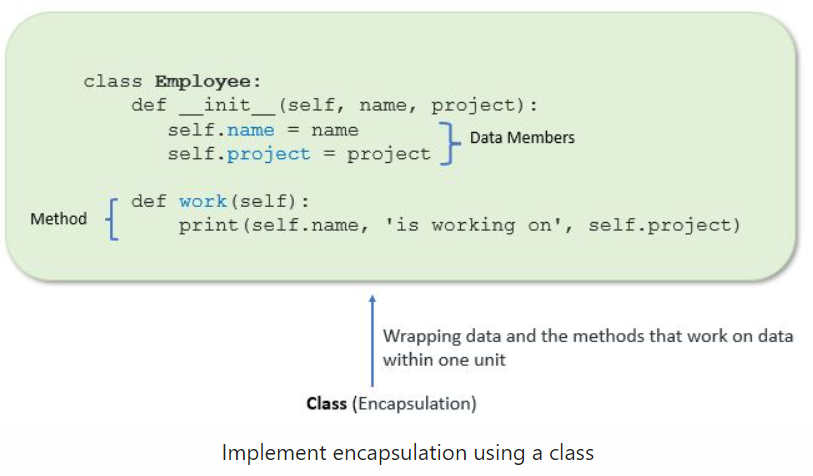 class Employee:
def __init__(self, name, project):
self.name = name
self.project = project
Data Members
def work(self):
Method
print(self.name, 'is working on', self.project)
Wrapping data and the methods that work on data
within one unit
Class (Encapsulation)
Implement encapsulation using a class